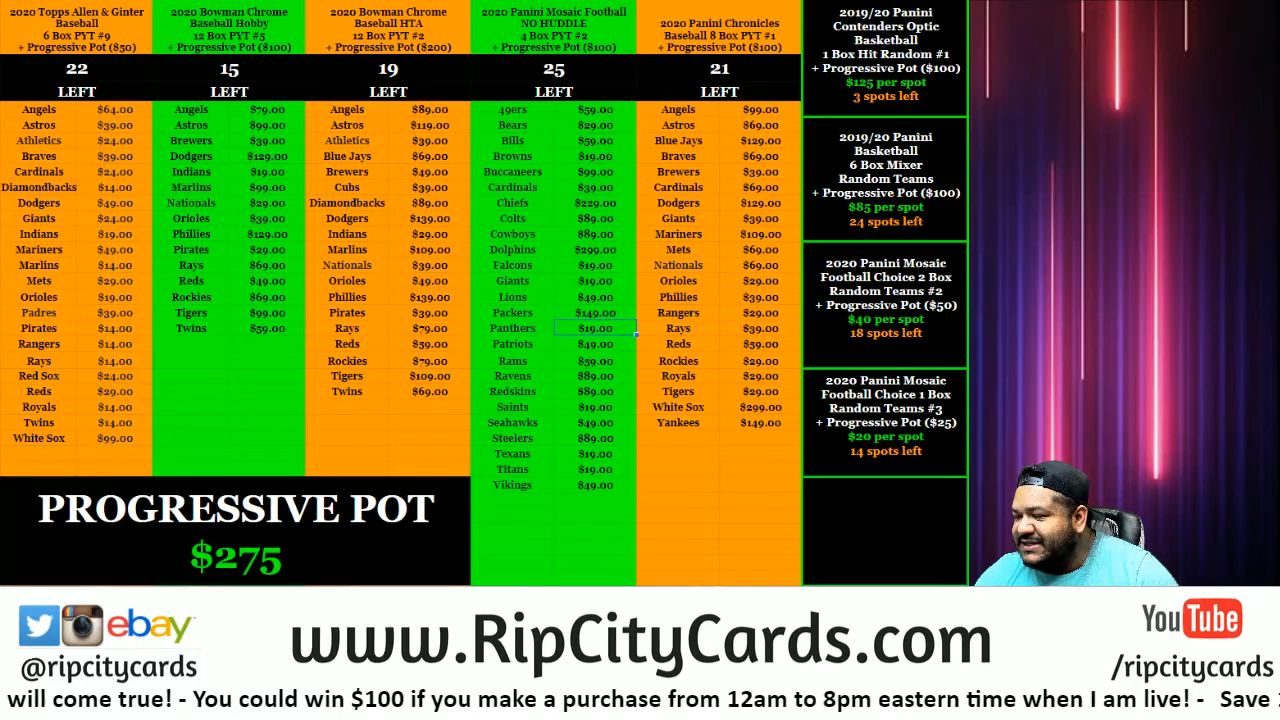 2020 Topps Allen & Ginter
Baseball
6 Box PYT #9
+ Progressive Pot ($50)
22
LEFT
Angels $64.00
Astros $39.00
Athletics $24.00
Braves $39.00
Cardinals $24.00
Diamondbacks $14.00
Dodgers $49.00
Giants $24.00
Indians $19.00
Mariners $49.00
Marlins $14.00
Mets $29.00
Orioles $19.00
Padres $39.00
Pirates $14.00
Rangers $14.00
Rays $14.00
Red Sox $24.00
Reds $29.00
Royals $14.00
Twins $14.00
White Sox $99.00
2020 Bowman Chrome
Baseball Hobby
12 Box PYT #5
+ Progressive Pot ($100)
15
LEFT
Angels $79.00
Astros $99.00
Brewers $39.00
Dodgers $129.00
Indians $19.00
Marlins $99.00
Nationals $29.00
Orioles $39.00
Phillies $129.00
Pirates $29.00
Rays $69.00
Reds $49.00
Rockies $69.00
Tigers $99.00
Twins $59.00
2020 Bowman Chrome
Baseball HTA
12 Box PYT #2
+ Progressive Pot ($200)
19
LEFT
Angels $89.00
Astros $119.00
Athletics $39.00
Blue Jays $69.00
Brewers $49.00
Cubs $39.00
Diamondbacks $89.00
Dodgers $139.00
Indians $29.00
Marlins $109.00
Nationals $39.00
Orioles $49.00
Phillies $139.00
Pirates $39.00
Rays $79.00
Reds $59.00
Rockies $79.00
Tigers $109.00
Twins $69.00
2020 Panini Mosaic Football
NO HUDDLE
4 Box PYT #2
+ Progressive Pot ($100)
25
LEFT
49ers $59.00
Bears $29.00
Bills $59.00
Browns $19.00
Buccaneers $99.00
Cardinals $39.00
Chiefs $229.00
Colts $89.00
Cowboys $89.00
Dolphins $299.00
Falcons $19.00
Giants $19.00
Lions $49.00
Packers $149.00
Panthers $19.00
Patriots $49.00
Rams $59.00
Ravens $89.00
Redskins $89.00
Saints $19.00
Seahawks $49.00
Steelers $89.00
Texans $19.00
Titans $19.00
Vikings $49.00
2020 Panini Chronicles
Baseball 8 Box PYT #1
+ Progressive Pot ($100)
21
LEFT
Angels $99.00
Astros $69.00
Blue Jays $129.00
Braves $69.00
Brewers $39.00
Cardinals $69.00
Dodgers $129.00
Giants $39.00
Mariners $109.00
Mets $69.00
Nationals $69.00
Orioles $29.00
Phillies $39.00
Rangers $29.00
Rays $39.00
Reds $59.00
Rockies $29.00
Royals $29.00
Tigers $29.00
White Sox $299.00
Yankees $149.00
2019/20 Panini
Contenders Optic
Basketball
1 Box Hit Random #1
+ Progressive Pot ($100)
$125 per spot
3 spots left
2019/20 Panini
Basketball
6 Box Mixer
Random Teams
+ Progressive Pot ($100)
$85 per spot
24 spots left
2020 Panini Mosaic
Football Choice 2 Box
Random Teams #2
+ Progressive Pot ($50)
$40 per spot
18 spots left
2020 Panini Mosaic
Football Choice 1 Box
Random Teams #3
+ Progressive Pot ($25)
$20 per spot
14 spots left
PROGRESSIVE POT
$275
ebay
@ripcitycards
www.RipCityCards.com
YouTube
/ripcitycards
will come true! - You could win $100 if you make a purchase from 12am to 8pm eastern time when I am live! - Save